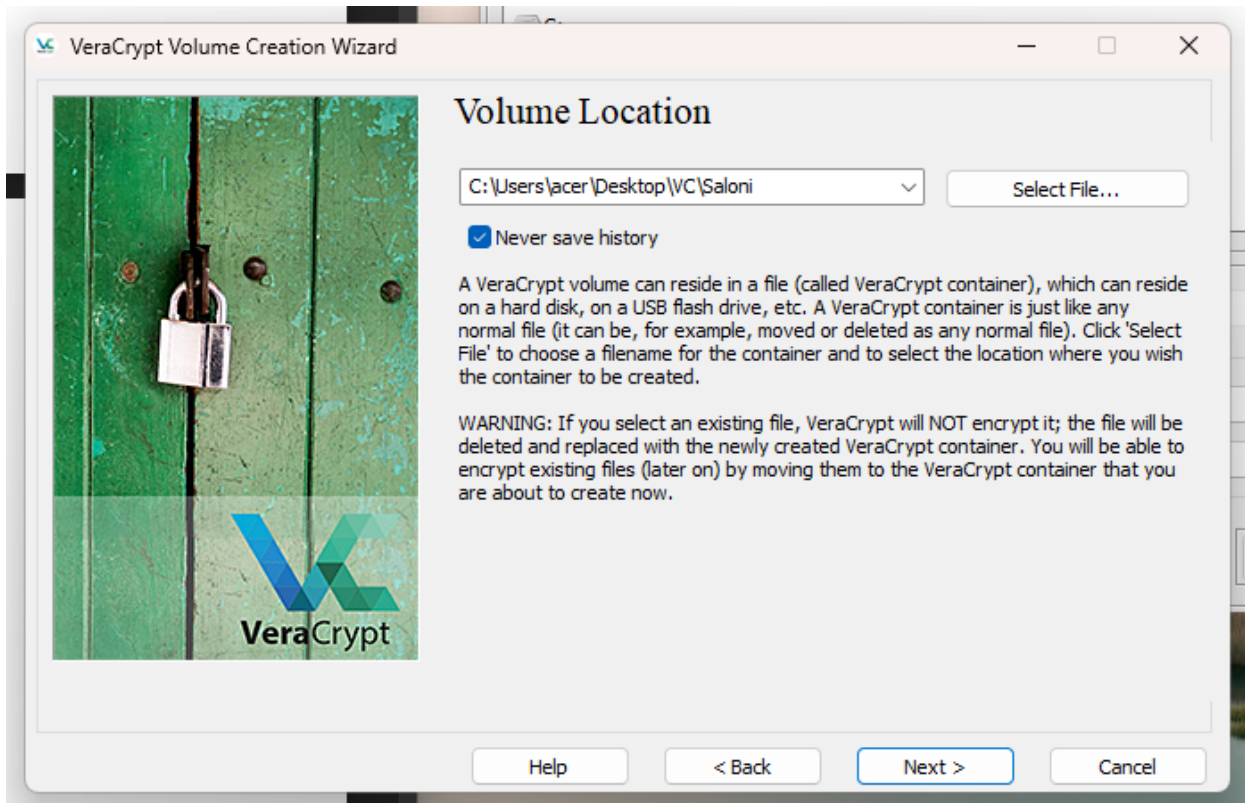 VeraCrypt Volume Creation Wizard
Volume Location
C:\Users\acer\Desktop\VC\Saloni
Select File...
Never save history
A VeraCrypt volume can reside in a file (called VeraCrypt container), which can reside
on a hard disk, on a USB flash drive, etc. A VeraCrypt container is just like any
normal file (it can be, for example, moved or deleted as any normal file). Click 'Select
File' to choose a filename for the container and to select the location where you wish
the container to be created.
WARNING: If you select an existing file, VeraCrypt will NOT encrypt it; the file will be
deleted and replaced with the newly created VeraCrypt container. You will be able to
encrypt existing files (later on) by moving them to the VeraCrypt container that you
are about to create now.
VeraCrypt
Help
< Back
Next >
Cancel